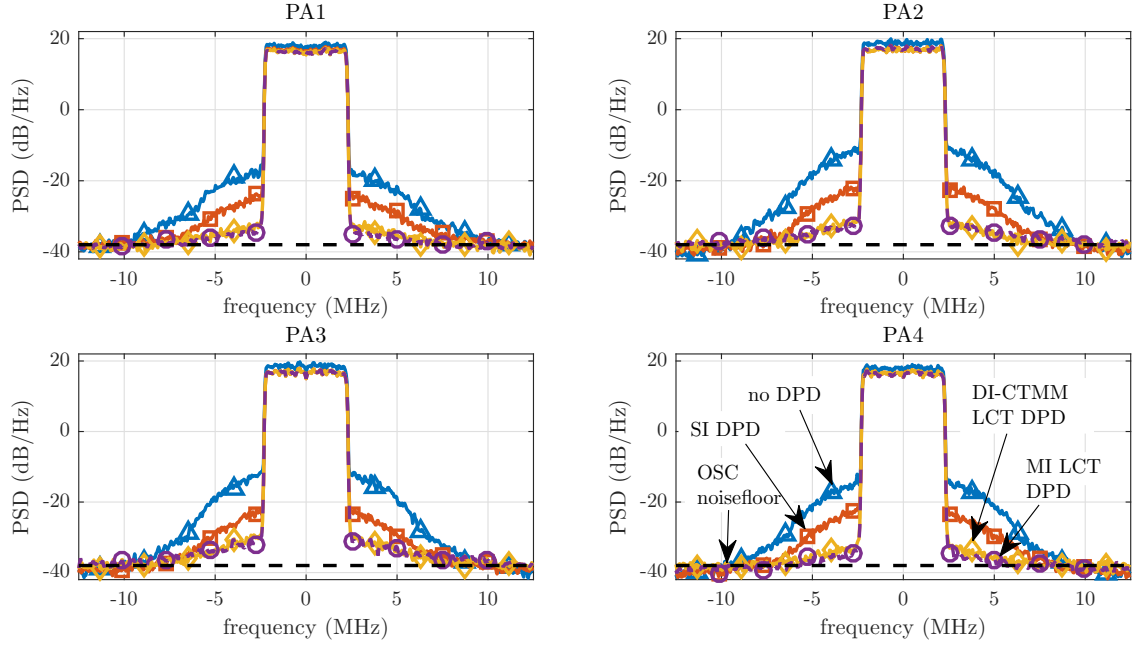 PA1
PSD (dB/Hz)
20
0
-20
-40
-10
-5
0
5
10
frequency (MHz)
PA2
PSD (dB/Hz)
20
0
-20
-40
-10
-5
0
5
10
frequency (MHz)
PA3
PSD (dB/Hz)
20
0
-20
-40
-10
-5
0
5
10
frequency (MHz)
PA4
PSD (dB/Hz)
20
0
-20
-40
no DPD
SI DPD
OSC
noisefloor
DI-CTMM
LCT DPD
MI LCT
DPD
-10
-5
0
5
10
frequency (MHz)